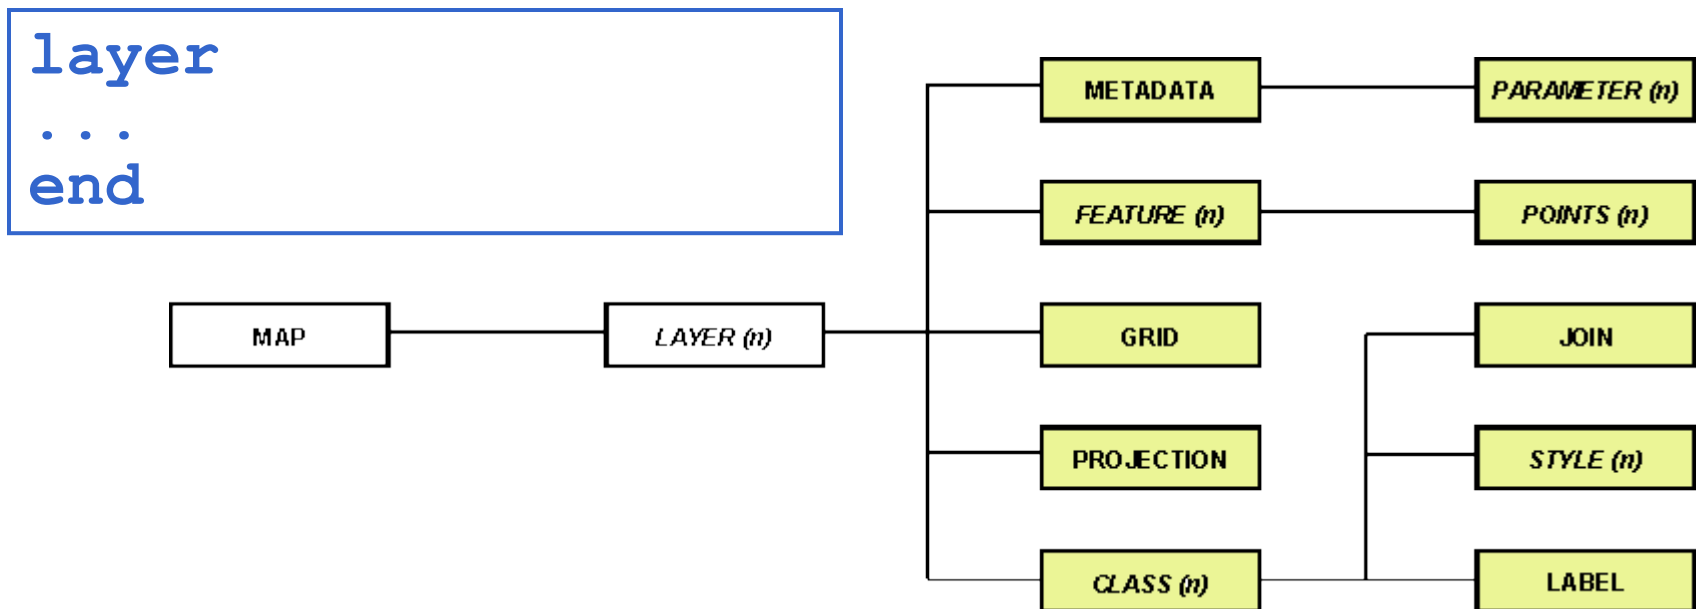 layer
...
end
METADATA
PARAMETER (n)
FEATURE (n)
POINTS (n)
MAP
LAYER (n)
GRID
JOIN
PROJECTION
STYLE (n)
CLASS (n)
LABEL